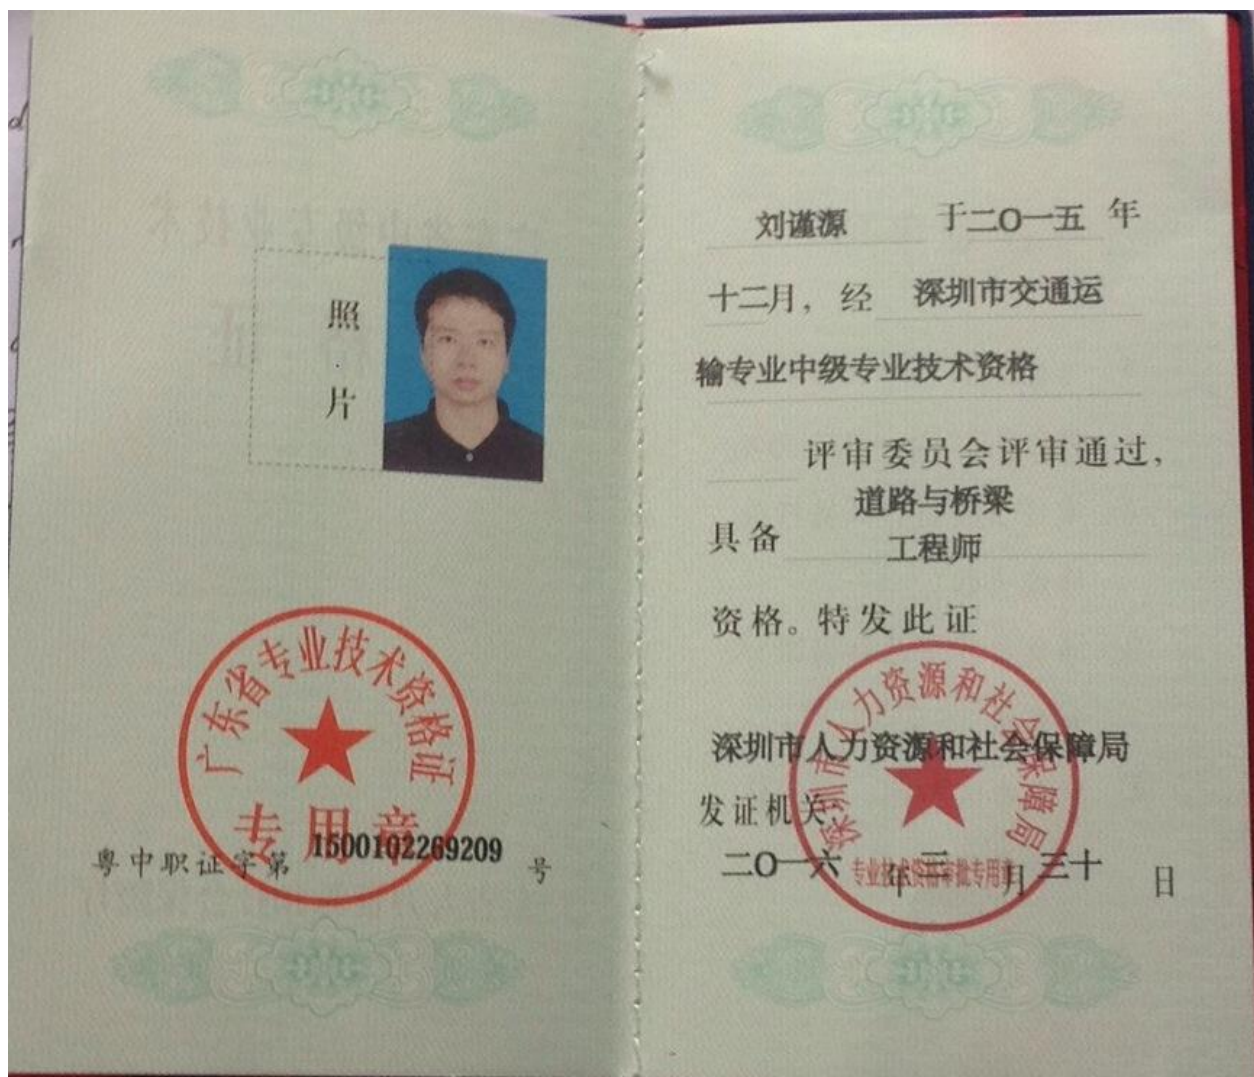 照
片
广东省专业技术资格证
专用章
粤中职证字第 1500102269209 号
刘谨源 于二〇一五 年
十二月，经 深圳市交通运
输专业中级专业技术资格
评审委员会评审通过，
道路与桥梁
具备 工程师
资格。特发此证
深圳市人力资源和社会保障局
深圳市人力资源和社会保障局
发证机关：
二〇一六 年 月 三十 日
专业技术资格审批专用章